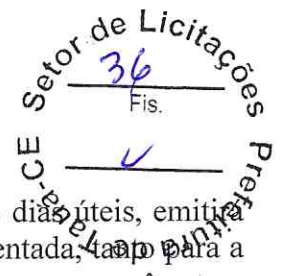 Setor de Licitações
36
Fls.
Prefeitura
-CE
dias úteis, emitirá
entada, tanto para a